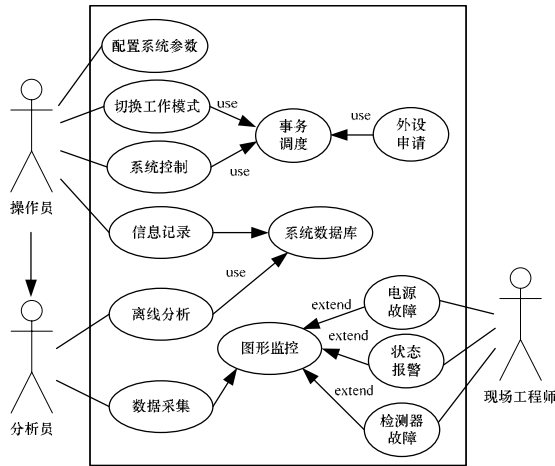 配置系统参数
切换工作模式
use
事务
调度
use
外设
申请
系统控制
use
操作员
信息记录
系统数据库
use
离线分析
电源
故障
extend
图形监控
extend
状态
报警
现场工程师
数据采集
extend
检测器
故障
分析员